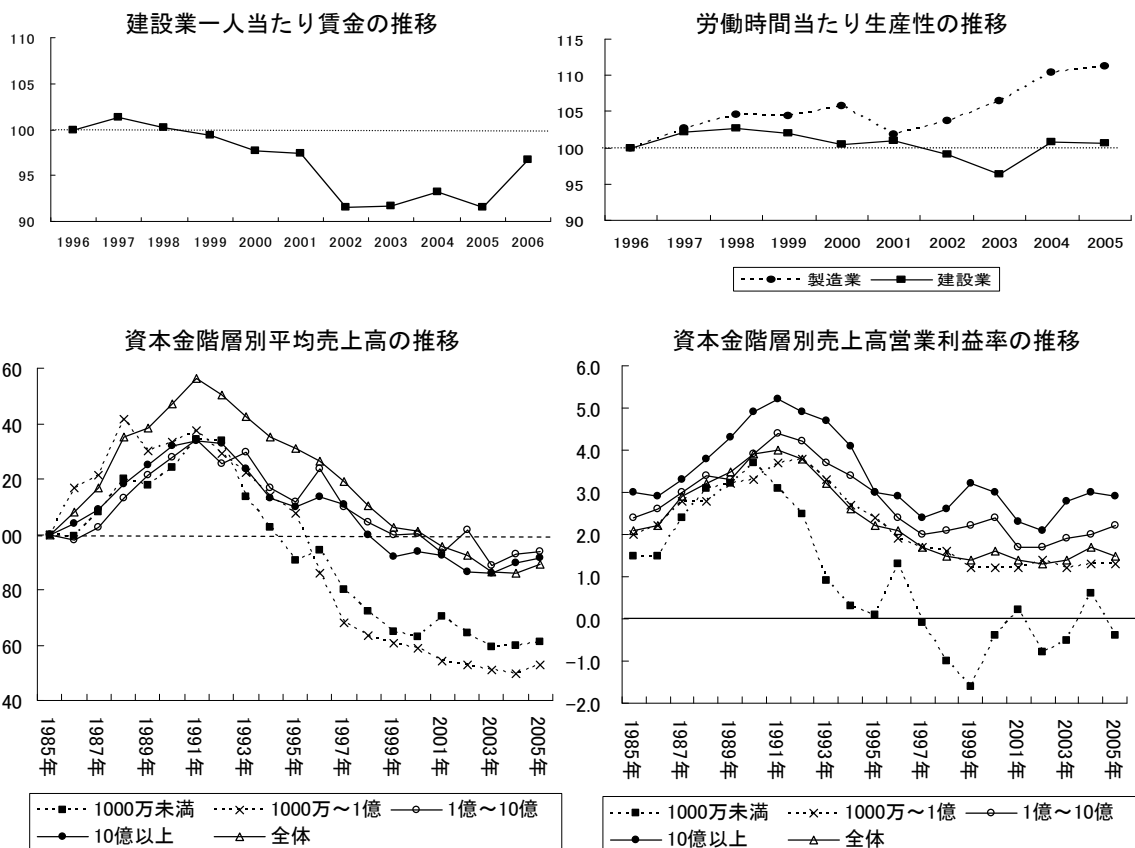 建設業一人当たり賃金の推移
110
105
100
95
90
1996 1997 1998 1999 2000 2001 2002 2003 2004 2005 2006
労働時間当たり生産性の推移
115
110
105
100
95
90
1996 1997 1998 1999 2000 2001 2002 2003 2004 2005
製造業 建設業
資本金階層別平均売上高の推移
60
40
20
00
80
60
40
1985年 1987年 1989年 1991年 1993年 1995年 1997年 1999年 2001年 2003年 2005年
1000万未満 1000万～1億 1億～10億
10億以上 全体
資本金階層別売上高営業利益率の推移
6.0
5.0
4.0
3.0
2.0
1.0
0.0
−1.0
−2.0
1985年 1987年 1989年 1991年 1993年 1995年 1997年 1999年 2001年 2003年 2005年
1000万未満 1000万～1億 1億～10億
10億以上 全体